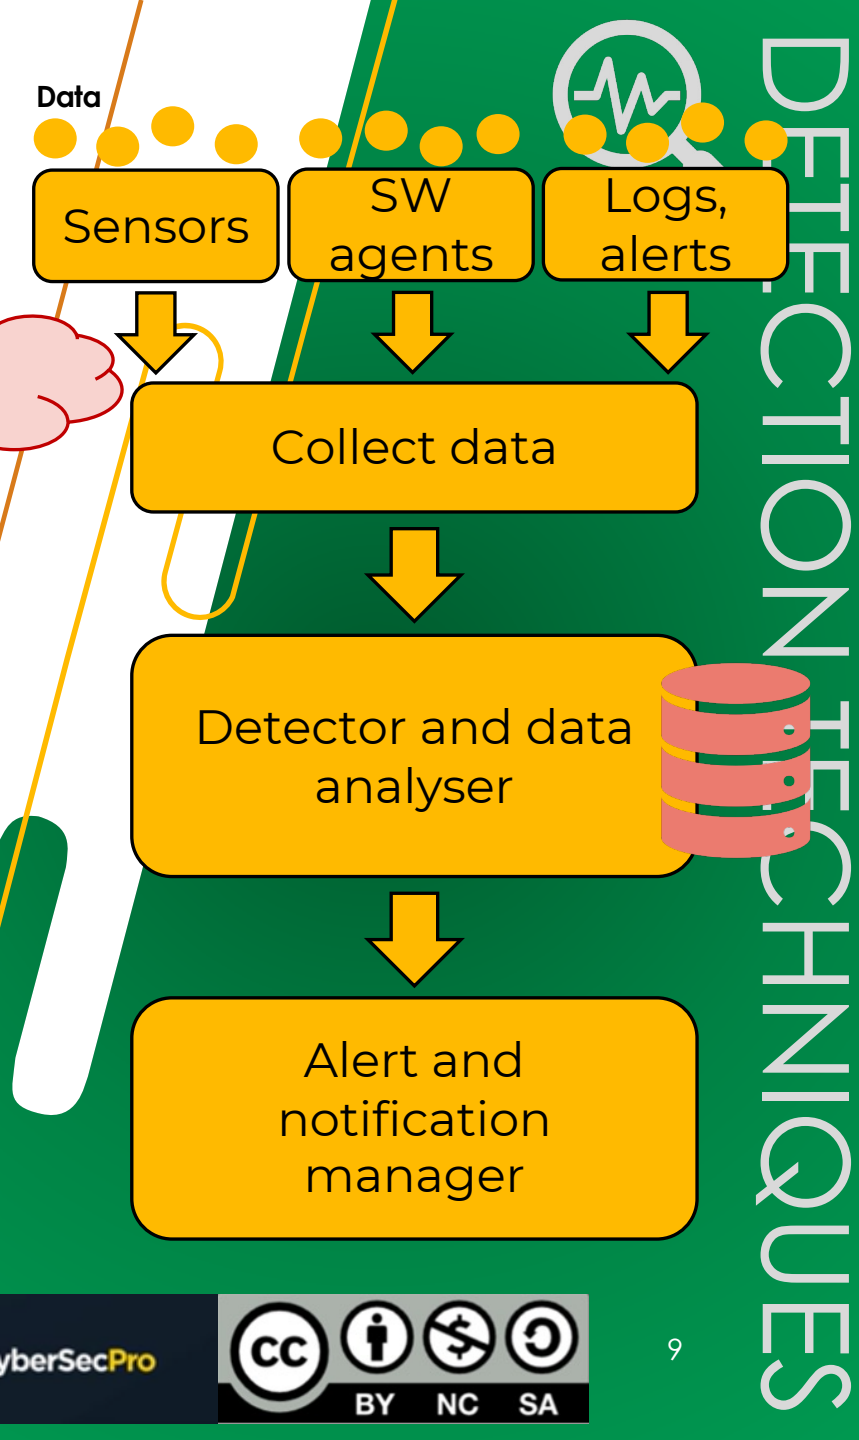 DETECTION TECHNIQUES
Data
Sensors
SW
agents
Logs,
alerts
Collect data
Detector and data
analyser
Alert and
notification
manager
yberSecPro
cc
BY NC SA
9